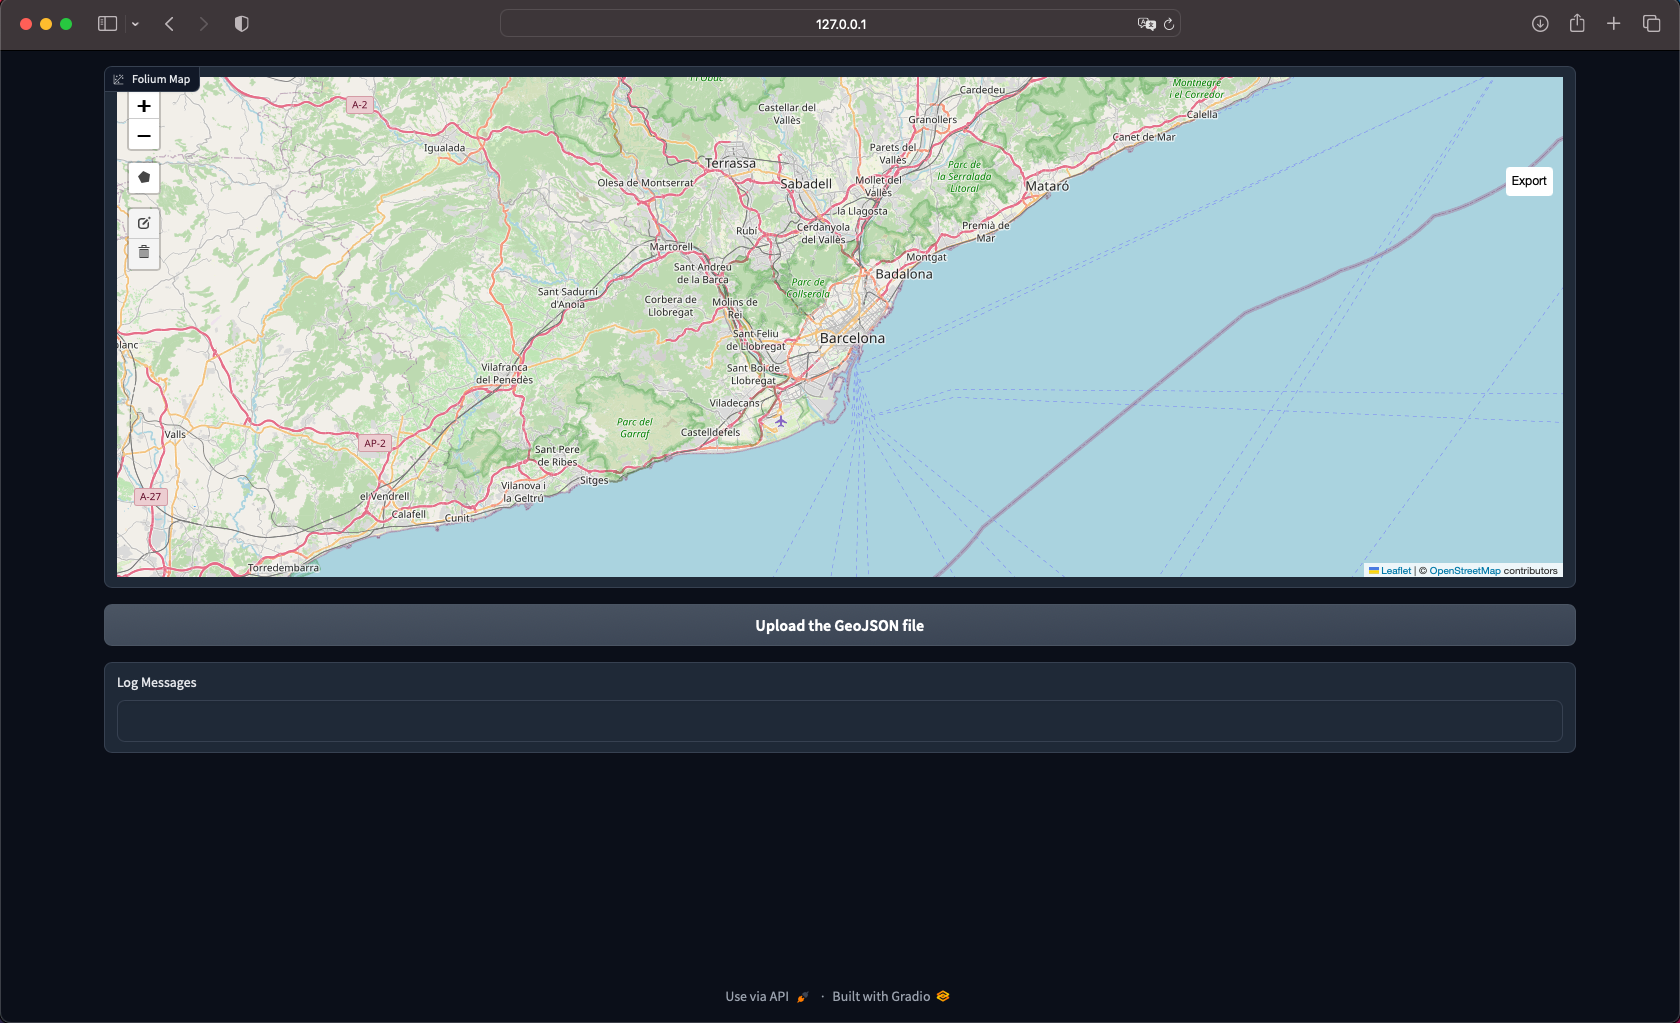 127.0.0.1
Folium Map
+
−
Export
A-2
Igualada
Castellar del
Vallès
Cardedeu
Granollers
Montnegre
i el Corredor
Calella
Canet de Mar
Terrassa
Parets del
Vallès
Parc de
la Serralada
Litoral
Olesa de Montserrat
Sabadell
Mollet del
Vallès
Mataró
la Llagosta
Rubí
Cerdanyola
del Vallès
Premià de
Mar
Martorell
Montgat
Sant Andreu
de la Barca
Badalona
Sant Sadurní
d'Anoia
Corbera de
Llobregat
Molins de
Rei
Parc de
Collserola
Sant Feliu
de Llobregat
Barcelona
Vilafranca
del Penedès
Sant Boi de
Llobregat
Viladecans
Parc del
Garraf
Castelldefels
Valls
AP-2
Sant Pere
de Ribes
Sitges
Vilanova i
la Geltrú
A-27
el Vendrell
Calafell
Cunit
Torredembarra
Leaflet | © OpenStreetMap contributors
Upload the GeoJSON file
Log Messages
Use via API · Built with Gradio